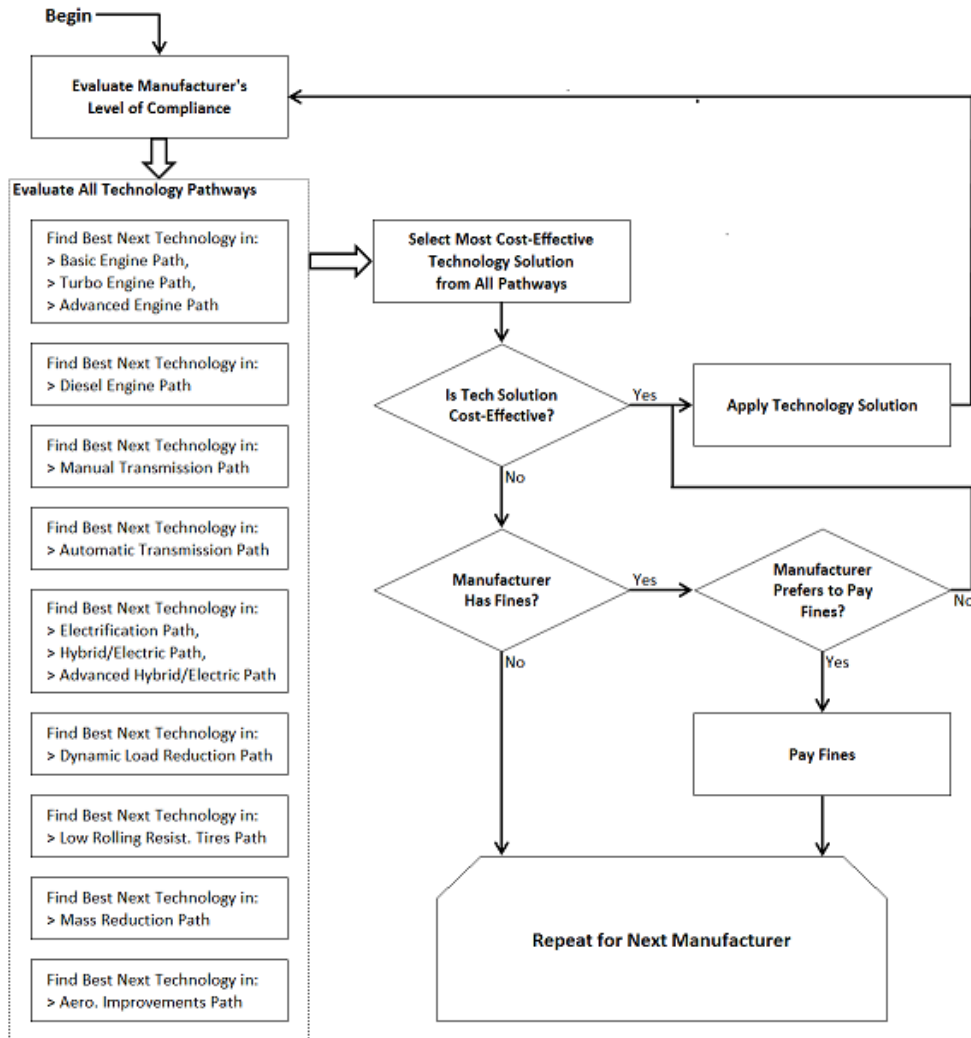 Begin
Evaluate Manufacturer's
Level of Compliance
Evaluate All Technology Pathways
Find Best Next Technology in:
> Basic Engine Path,
> Turbo Engine Path,
> Advanced Engine Path
Find Best Next Technology in:
> Diesel Engine Path
Find Best Next Technology in:
> Manual Transmission Path
Find Best Next Technology in:
> Automatic Transmission Path
Find Best Next Technology in:
> Electrification Path,
> Hybrid/Electric Path,
> Advanced Hybrid/Electric Path
Find Best Next Technology in:
> Dynamic Load Reduction Path
Find Best Next Technology in:
> Low Rolling Resist. Tires Path
Find Best Next Technology in:
> Mass Reduction Path
Find Best Next Technology in:
> Aero. Improvements Path
Select Most Cost-Effective
Technology Solution
from All Pathways
Is Tech Solution
Cost-Effective?
Yes
Apply Technology Solution
No
Manufacturer
Has Fines?
Yes
Manufacturer
Prefers to Pay
Fines?
No
No
Yes
Pay Fines
Repeat for Next Manufacturer